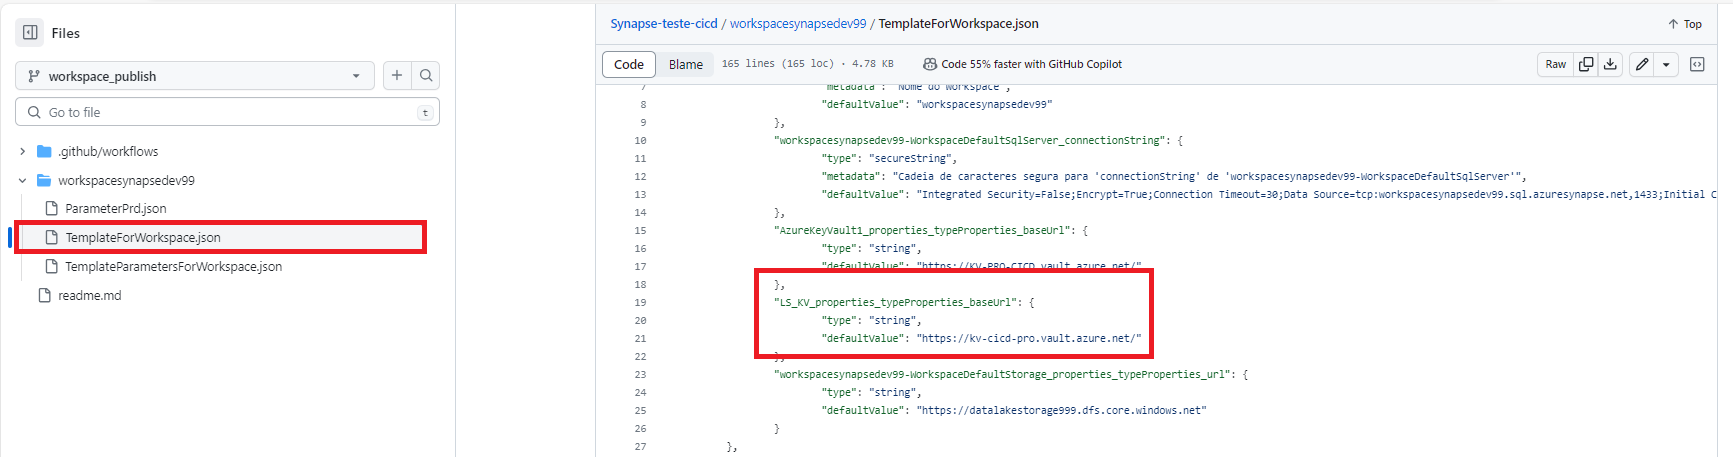 Files
workspace_publish
Go to file
t
.github/workflows
workspacesynapsedev99
ParameterPrd.json
TemplateForWorkspace.json
TemplateParametersForWorkspace.json
readme.md
Synapse-teste-cicd / workspacesynapsedev99 / TemplateForWorkspace.json
Top
Code Blame 165 lines (165 loc) · 4.78 KB Code 55% faster with GitHub Copilot
Raw
7 "metadata": "Nome do workspace",
8 "defaultValue": "workspacesynapsedev99"
9 },
10 "workspacesynapsedev99-WorkspaceDefaultSqlServer_connectionString": {
11 "type": "secureString",
12 "metadata": "Cadeia de caracteres segura para 'connectionString' de 'workspacesynapsedev99-WorkspaceDefaultSqlServer'",
13 "defaultValue": "Integrated Security=False;Encrypt=True;Connection Timeout=30;Data Source=tcp:workspacesynapsedev99.sql.azuresynapse.net,1433;Initial C
14 },
15 "AzureKeyVault1_properties_typeProperties_baseUrl": {
16 "type": "string",
17 "defaultValue": "https://KV-PRO-CICD.vault.azure.net/"
18 },
19 "LS_KV_properties_typeProperties_baseUrl": {
20 "type": "string",
21 "defaultValue": "https://kv-cicd-pro.vault.azure.net/"
22 },
23 "workspacesynapsedev99-WorkspaceDefaultStorage_properties_typeProperties_url": {
24 "type": "string",
25 "defaultValue": "https://datalakestorage999.dfs.core.windows.net"
26 }
27 },